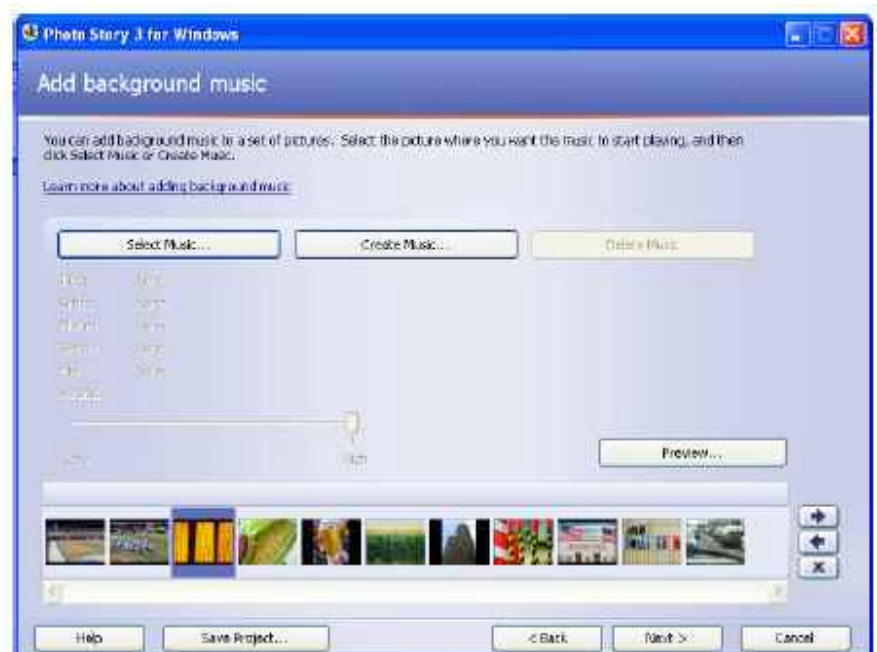 Photo Story 3 for Windows
Add background music
You can add background music to a set of pictures. Select the picture where you want the music to start playing, and then
click Select Music or Create Music.
Learn more about adding background music
Select Music... Create Music... Delete Music
High
Preview...
Help Save Project... < Back Next > Cancel